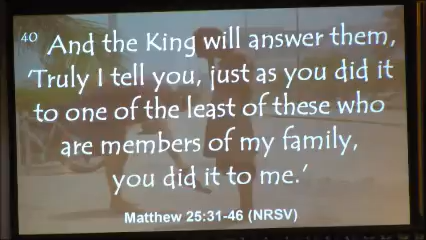 40 And the King will answer them,
'Truly I tell you, just as you did it
to one of the least of these who
are members of my family,
you did it to me.'
Matthew 25:31-46 (NRSV)